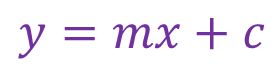 y = mx + c